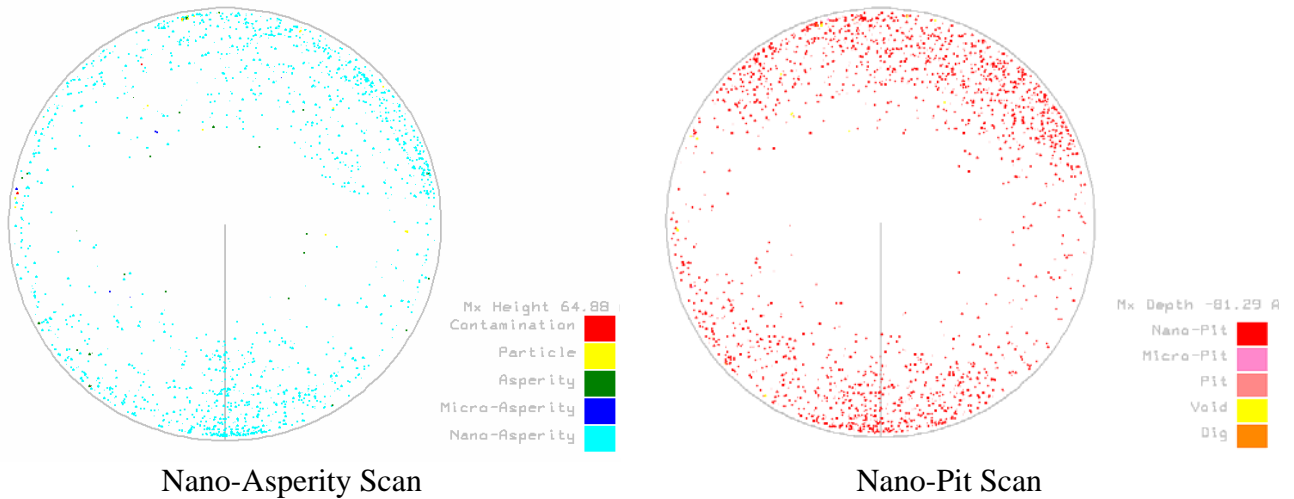 Mx Height 64.88
Contamination
Particle
Asperity
Micro-Asperity
Nano-Asperity
Nano-Asperity Scan
Mx Depth -81.29 A
Nano-Pit
Micro-Pit
Pit
Void
Dig
Nano-Pit Scan